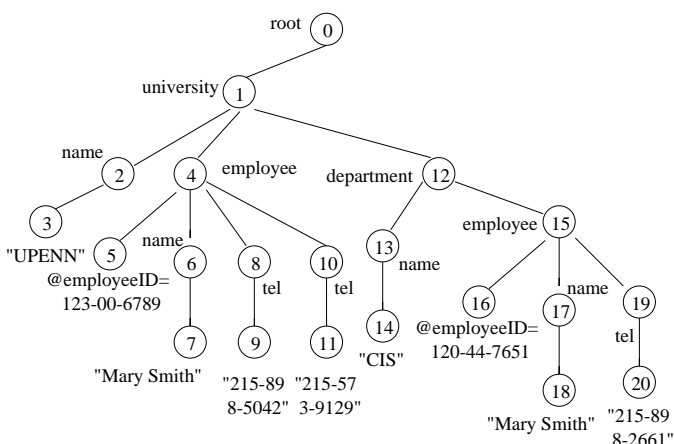 root 0
university 1
name 2
4 employee
department 12
3
"UPENN"
5
@employeeID=
123-00-6789
name
6
8
tel
10
tel
13
name
employee 15
7
"Mary Smith"
9
"215-89
8-5042"
11
"215-57
3-9129"
14
"CIS"
16
@employeeID=
120-44-7651
name
17
19
tel
18
"Mary Smith"
20
"215-89
8-2661"